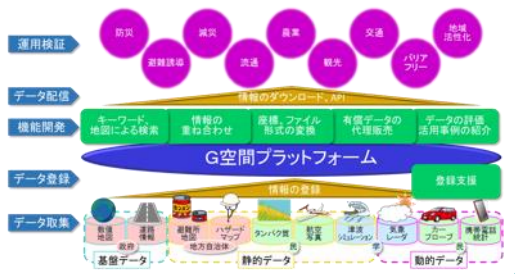 運用検証
防災
減災
農業
交通
地域
活性化
避難誘導
流通
観光
バリア
フリー
データ配信
情報のダウンロード、API
機能開発
キーワード、
地図による検索
情報の
重ね合わせ
座標、ファイル
形式の変換
有償データの
代理販売
データの評価
活用事例の紹介
G空間プラットフォーム
データ登録
情報の登録
登録支援
データ取集
数値
地図
道路
情報
避難所
地図
ハザード
マップ
タンパク質
航空
写真
津波
シミュレーション
気象
レーダ
カー
プローブ
携帯電話
統計
政府
地方自治体
民
学
民
基盤データ
静的データ
動的データ